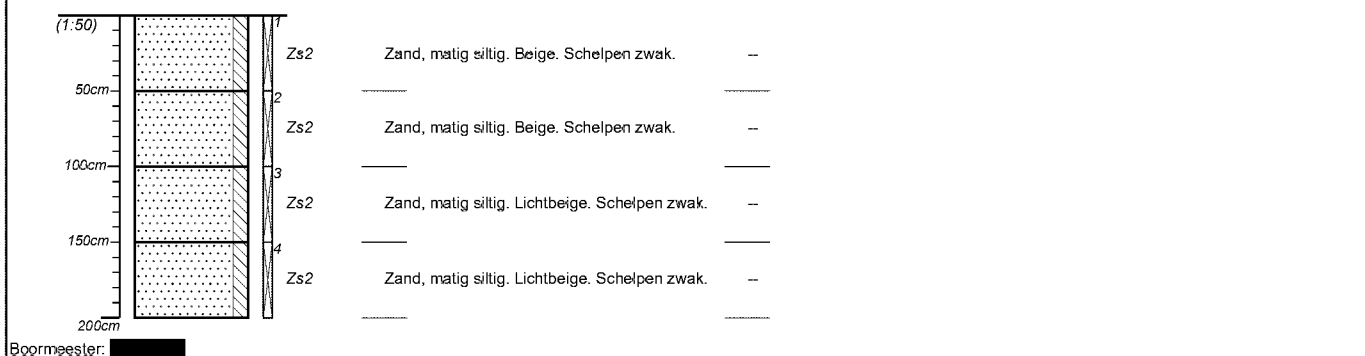 (1:50)
1
Zs2 Zand, matig siltig. Beige. Schelpen zwak. --
50cm
2
Zs2 Zand, matig siltig. Beige. Schelpen zwak. --
100cm
3
Zs2 Zand, matig siltig. Lichtbeige. Schelpen zwak. --
150cm
4
Zs2 Zand, matig siltig. Lichtbeige. Schelpen zwak. --
200cm
Boormeester: